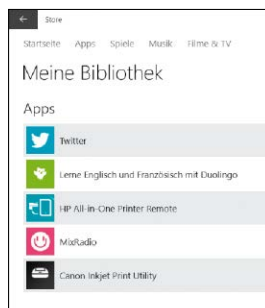 Store
Startseite Apps Spiele Musik Filme & TV
Meine Bibliothek
Apps
Twitter
Lerne Englisch und Französisch mit Duolingo
HP All-in-One Printer Remote
MixRadio
Canon Inkjet Print Utility